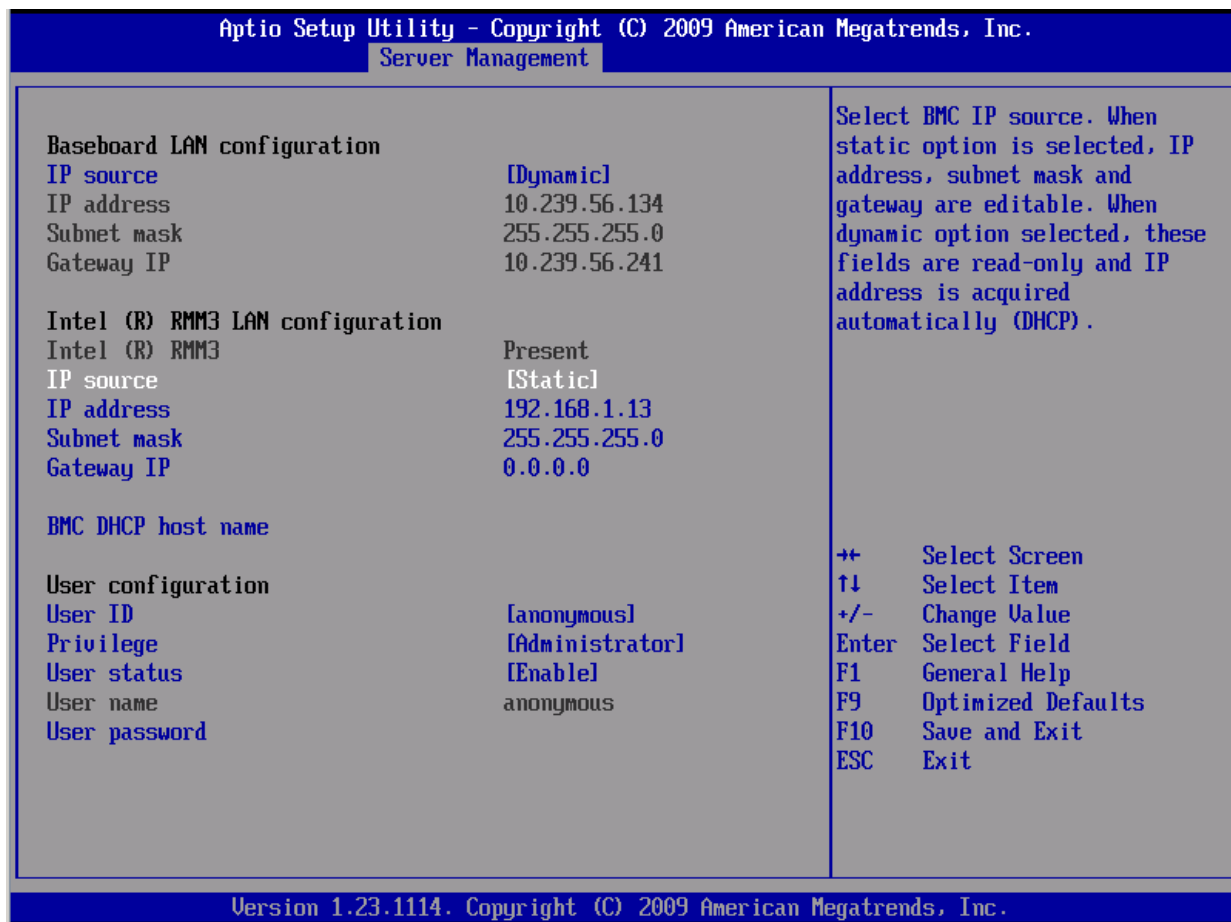 Aptio Setup Utility - Copyright (C) 2009 American Megatrends, Inc.
Server Management
Baseboard LAN configuration
IP source [Dynamic]
IP address 10.239.56.134
Subnet mask 255.255.255.0
Gateway IP 10.239.56.241
Intel (R) RMM3 LAN configuration
Intel (R) RMM3 Present
IP source [Static]
IP address 192.168.1.13
Subnet mask 255.255.255.0
Gateway IP 0.0.0.0
BMC DHCP host name
User configuration
User ID [anonymous]
Privilege [Administrator]
User status [Enable]
User name anonymous
User password
Select BMC IP source. When
static option is selected, IP
address, subnet mask and
gateway are editable. When
dynamic option selected, these
fields are read-only and IP
address is acquired
automatically (DHCP).
→← Select Screen
↑↓ Select Item
+/- Change Value
Enter Select Field
F1 General Help
F9 Optimized Defaults
F10 Save and Exit
ESC Exit
Version 1.23.1114. Copyright (C) 2009 American Megatrends, Inc.